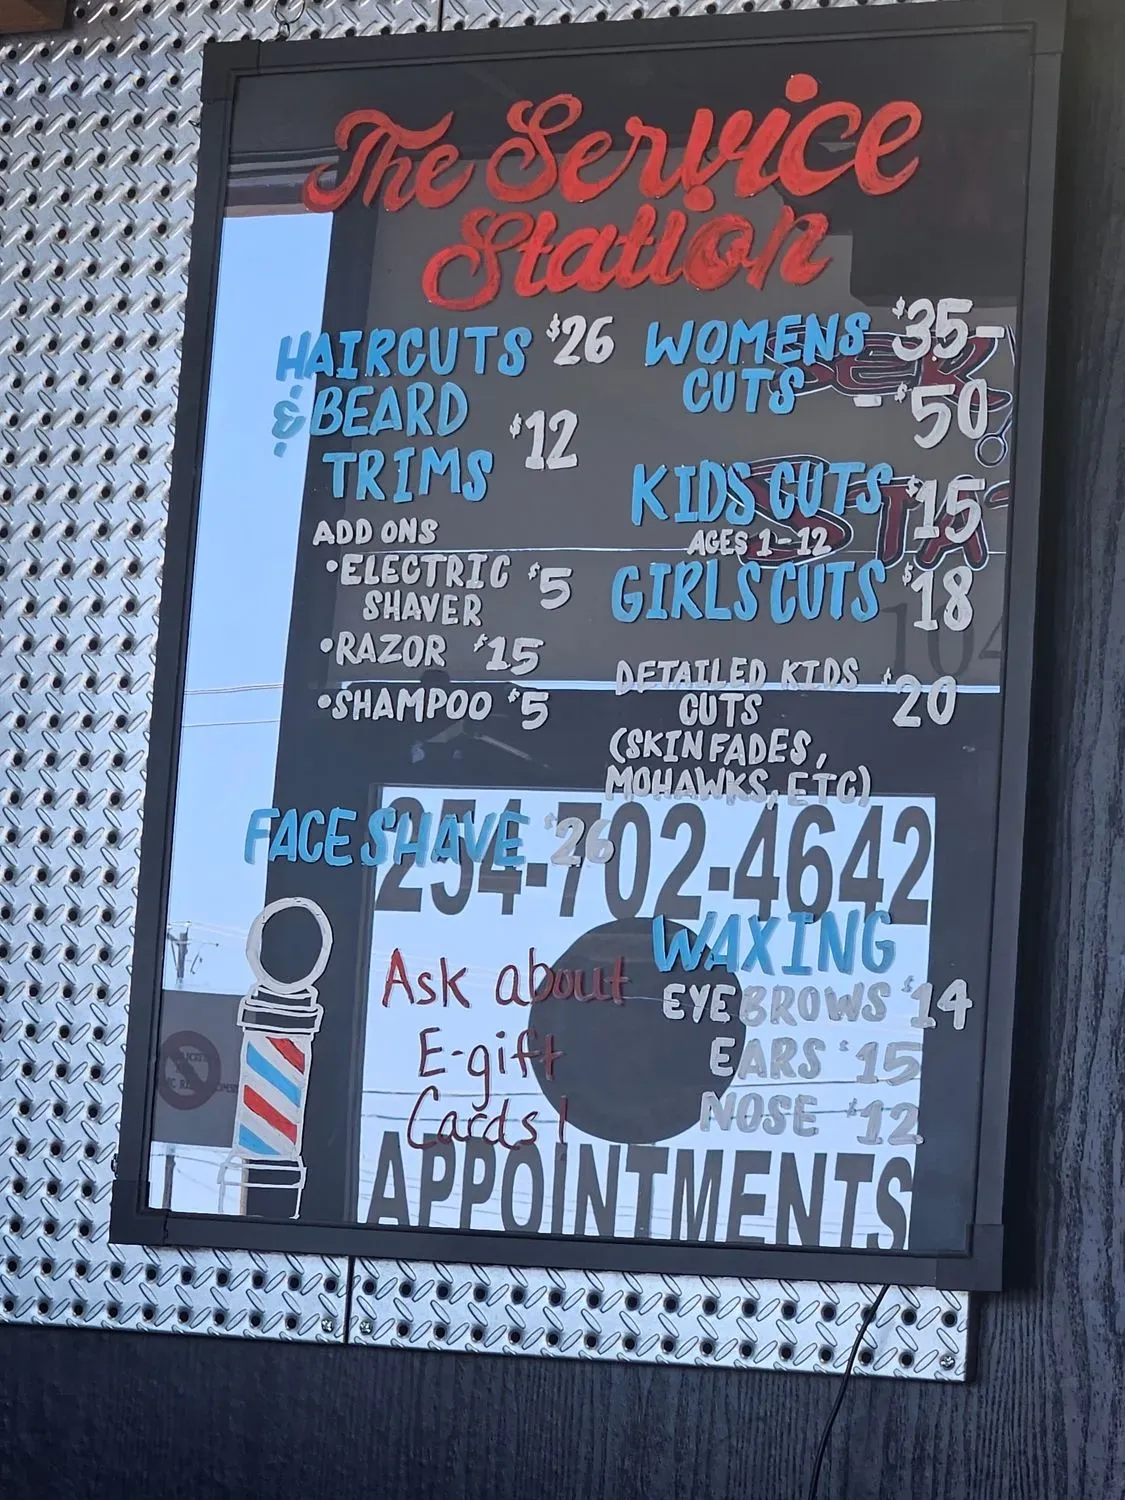 The Service
Station
HAIRCUTS $26
& BEARD
TRIMS $12
ADD ONS
•ELECTRIC $5
SHAVER
•RAZOR $15
•SHAMPOO $5
FACE SHAVE $26
WOMENS $35-
CUTS -$50
KIDS CUTS $15
AGES 1-12
GIRLS CUTS $18
DETAILED KIDS $20
CUTS
(SKIN FADES,
MOHAWKS, ETC)
254-702-4642
Ask about
E-gift
Cards!
WAXING
EYEBROWS $14
EARS $15
NOSE $12
APPOINTMENTS
104